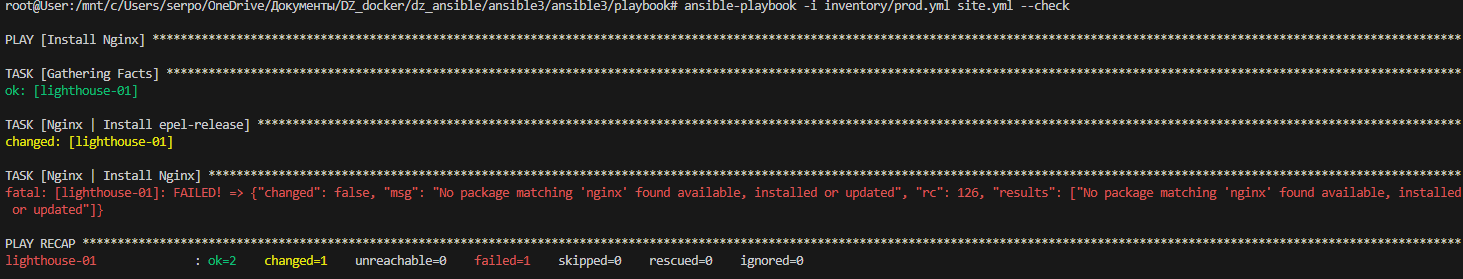 root@User:/mnt/c/Users/serpo/OneDrive/Документы/DZ_docker/dz_ansible/ansible3/ansible3/playbook# ansible-playbook -i inventory/prod.yml site.yml --check
PLAY [Install Nginx] ****************************************************************************************************************************************************************************
TASK [Gathering Facts] **************************************************************************************************************************************************************************
ok: [lighthouse-01]
TASK [Nginx | Install epel-release] *************************************************************************************************************************************************************
changed: [lighthouse-01]
TASK [Nginx | Install Nginx] ********************************************************************************************************************************************************************
fatal: [lighthouse-01]: FAILED! => {"changed": false, "msg": "No package matching 'nginx' found available, installed or updated", "rc": 126, "results": ["No package matching 'nginx' found available, installed
or updated"]}
PLAY RECAP **************************************************************************************************************************************************************************************
lighthouse-01 : ok=2 changed=1 unreachable=0 failed=1 skipped=0 rescued=0 ignored=0